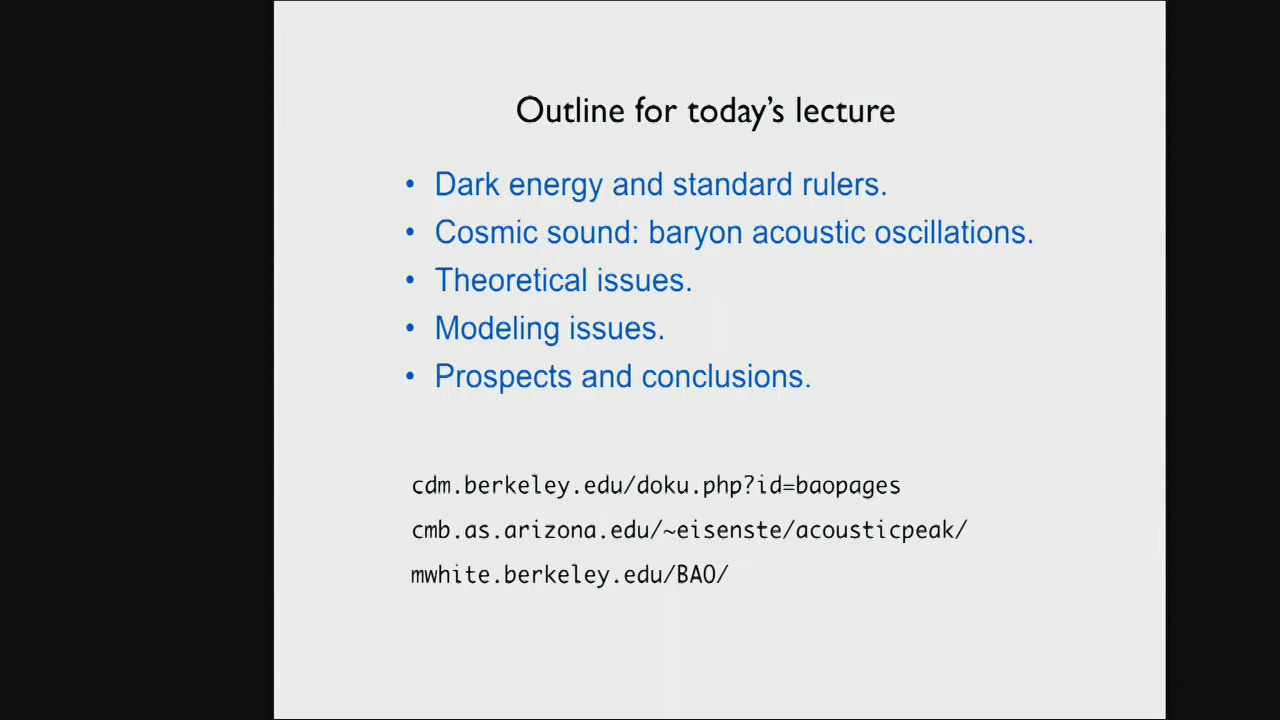 Outline for today's lecture
• Dark energy and standard rulers.
• Cosmic sound: baryon acoustic oscillations.
• Theoretical issues.
• Modeling issues.
• Prospects and conclusions.
cdm.berkeley.edu/doku.php?id=baopages
cmb.as.arizona.edu/~eisenste/acousticpeak/
mwhite.berkeley.edu/BAO/